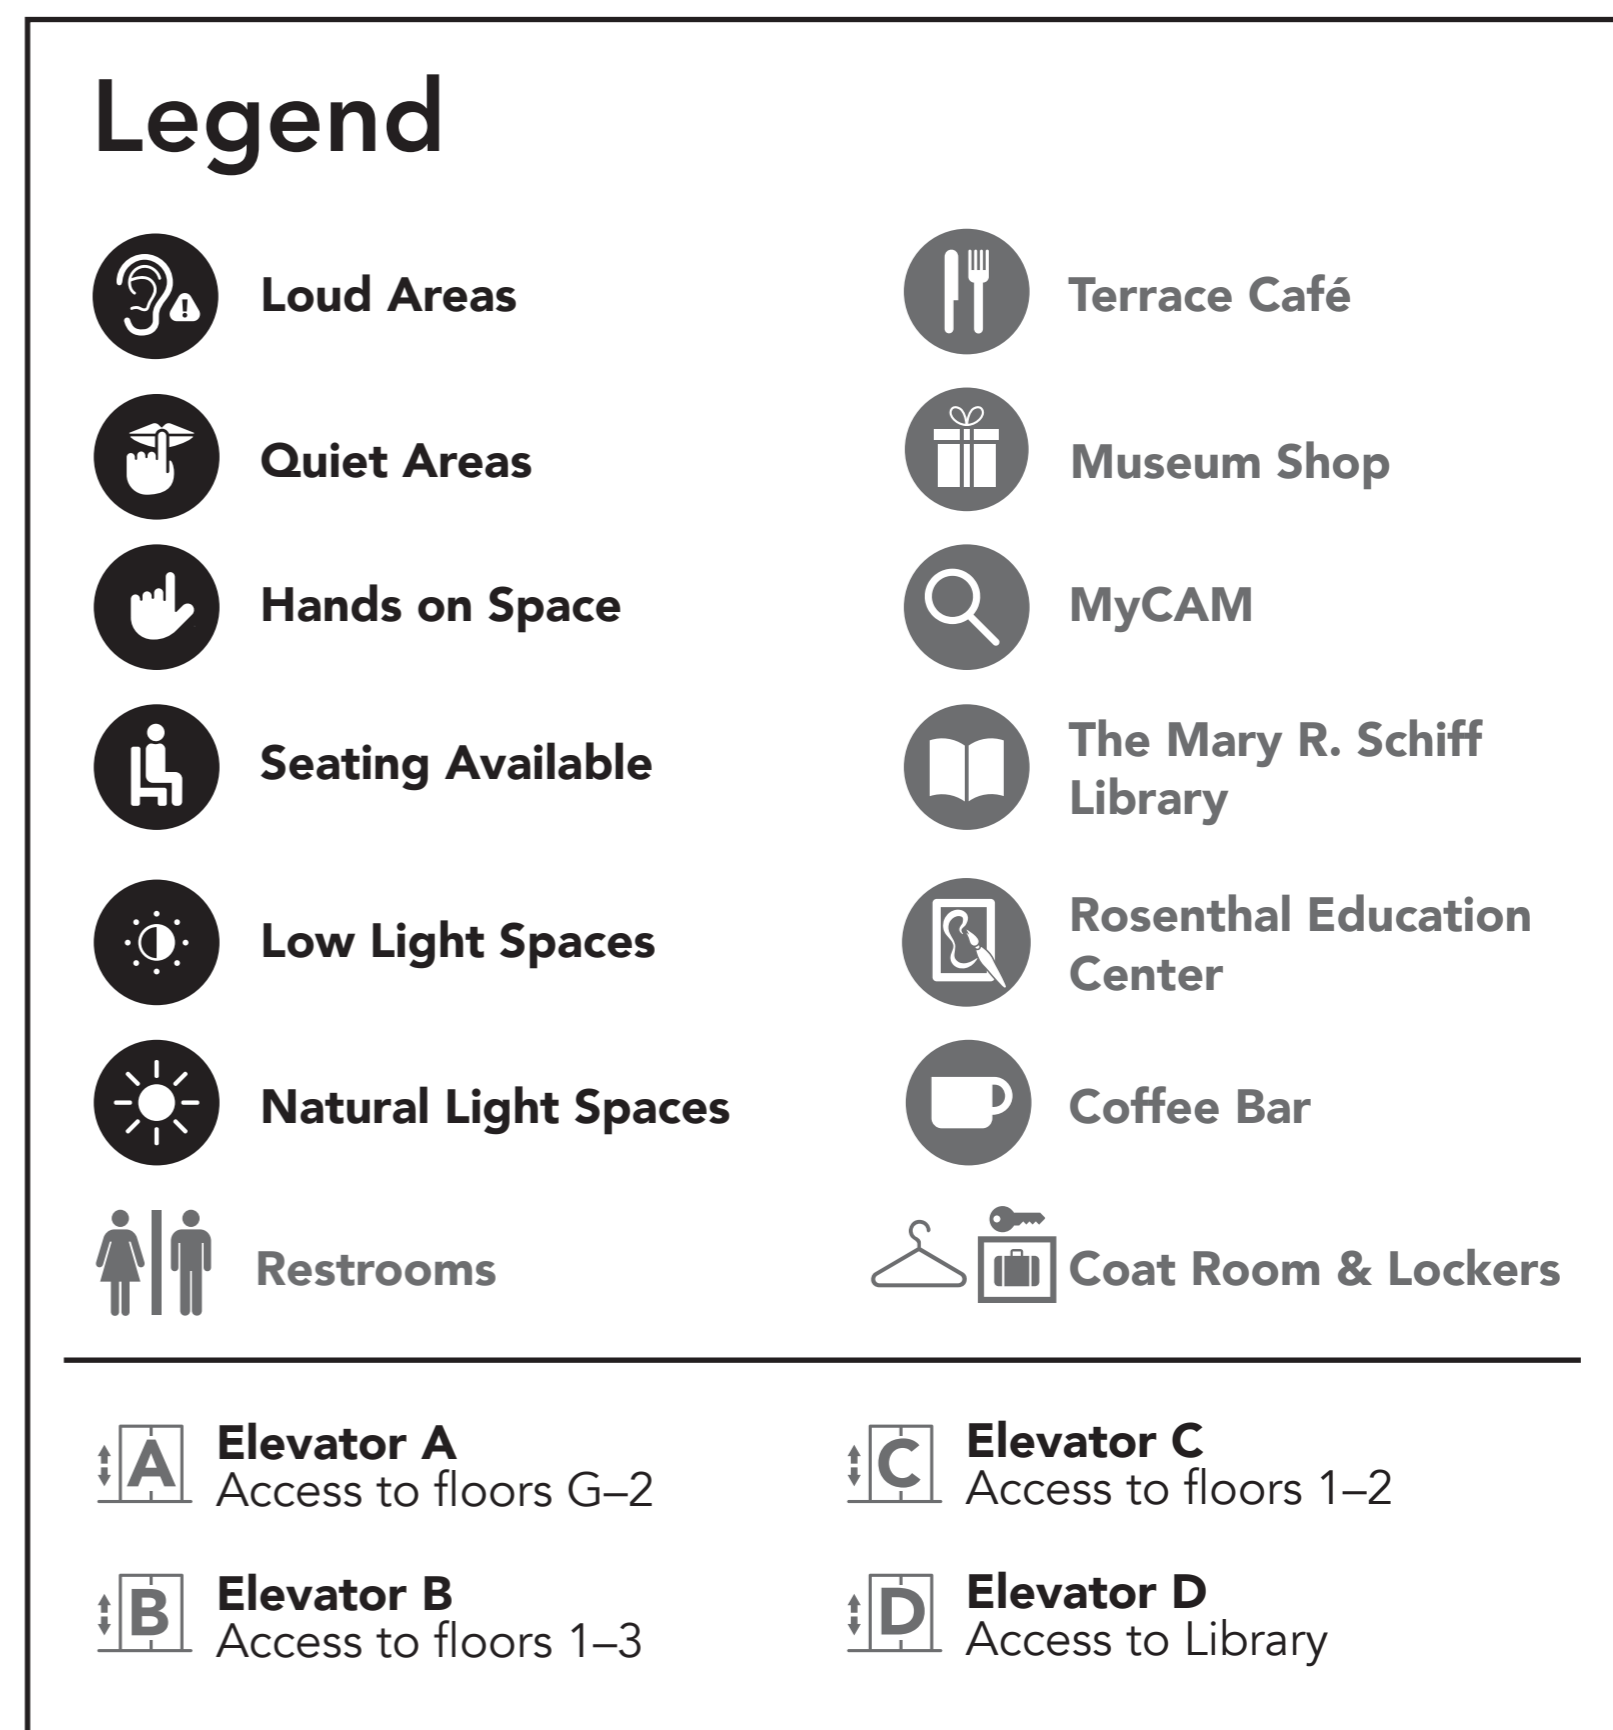 Legend
Loud Areas
Quiet Areas
Hands on Space
Seating Available
Low Light Spaces
Natural Light Spaces
Restrooms
Terrace Café
Museum Shop
MyCAM
The Mary R. Schiff
Library
Rosenthal Education
Center
Coffee Bar
Coat Room & Lockers
A
Elevator A
Access to floors G–2
B
Elevator B
Access to floors 1–3
C
Elevator C
Access to floors 1–2
D
Elevator D
Access to Library